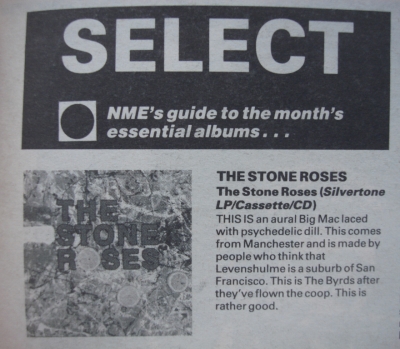 SELECT
NME's guide to the month's
essential albums...
THE
STONE
ROSES
THE STONE ROSES
The Stone Roses (Silvertone
LP/Cassette/CD)
THIS IS an aural Big Mac laced
with psychedelic dill. This comes
from Manchester and is made by
people who think that
Levenshulme is a suburb of San
Francisco. This is The Byrds after
they've flown the coop. This is
rather good.